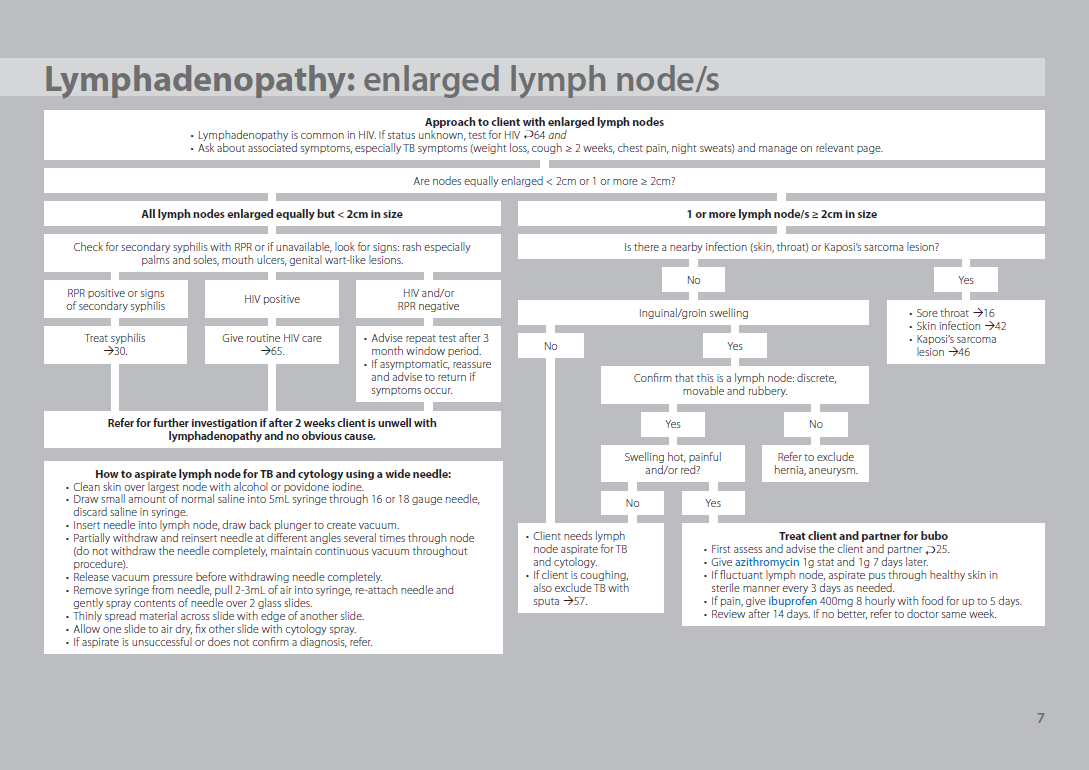 Lymphadenopathy: enlarged lymph node/s
Approach to client with enlarged lymph nodes
• Lymphadenopathy is common in HIV. If status unknown, test for HIV ⮌64 and
• Ask about associated symptoms, especially TB symptoms (weight loss, cough ≥ 2 weeks, chest pain, night sweats) and manage on relevant page.
Are nodes equally enlarged < 2cm or 1 or more ≥ 2cm?
All lymph nodes enlarged equally but < 2cm in size
Check for secondary syphilis with RPR or if unavailable, look for signs: rash especially
palms and soles, mouth ulcers, genital wart-like lesions.
RPR positive or signs
of secondary syphilis
Treat syphilis
→30.
HIV positive
Give routine HIV care
→65.
HIV and/or
RPR negative
• Advise repeat test after 3
month window period.
• If asymptomatic, reassure
and advise to return if
symptoms occur.
Refer for further investigation if after 2 weeks client is unwell with
lymphadenopathy and no obvious cause.
How to aspirate lymph node for TB and cytology using a wide needle:
• Clean skin over largest node with alcohol or povidone iodine.
• Draw small amount of normal saline into 5mL syringe through 16 or 18 gauge needle,
discard saline in syringe.
• Insert needle into lymph node, draw back plunger to create vacuum.
• Partially withdraw and reinsert needle at different angles several times through node
(do not withdraw the needle completely, maintain continuous vacuum throughout
procedure).
• Release vacuum pressure before withdrawing needle completely.
• Remove syringe from needle, pull 2-3mL of air into syringe, re-attach needle and
gently spray contents of needle over 2 glass slides.
• Thinly spread material across slide with edge of another slide.
• Allow one slide to air dry, fix other slide with cytology spray.
• If aspirate is unsuccessful or does not confirm a diagnosis, refer.
1 or more lymph node/s ≥ 2cm in size
Is there a nearby infection (skin, throat) or Kaposi's sarcoma lesion?
No
Yes
• Sore throat →16
• Skin infection →42
• Kaposi's sarcoma
lesion →46
Inguinal/groin swelling
No
Yes
Confirm that this is a lymph node: discrete,
movable and rubbery.
Yes
No
Swelling hot, painful
and/or red?
Refer to exclude
hernia, aneurysm.
No
Yes
• Client needs lymph
node aspirate for TB
and cytology.
• If client is coughing,
also exclude TB with
sputa →57.
Treat client and partner for bubo
• First assess and advise the client and partner ⮌25.
• Give azithromycin 1g stat and 1g 7 days later.
• If fluctuant lymph node, aspirate pus through healthy skin in
sterile manner every 3 days as needed.
• If pain, give ibuprofen 400mg 8 hourly with food for up to 5 days.
• Review after 14 days. If no better, refer to doctor same week.
7